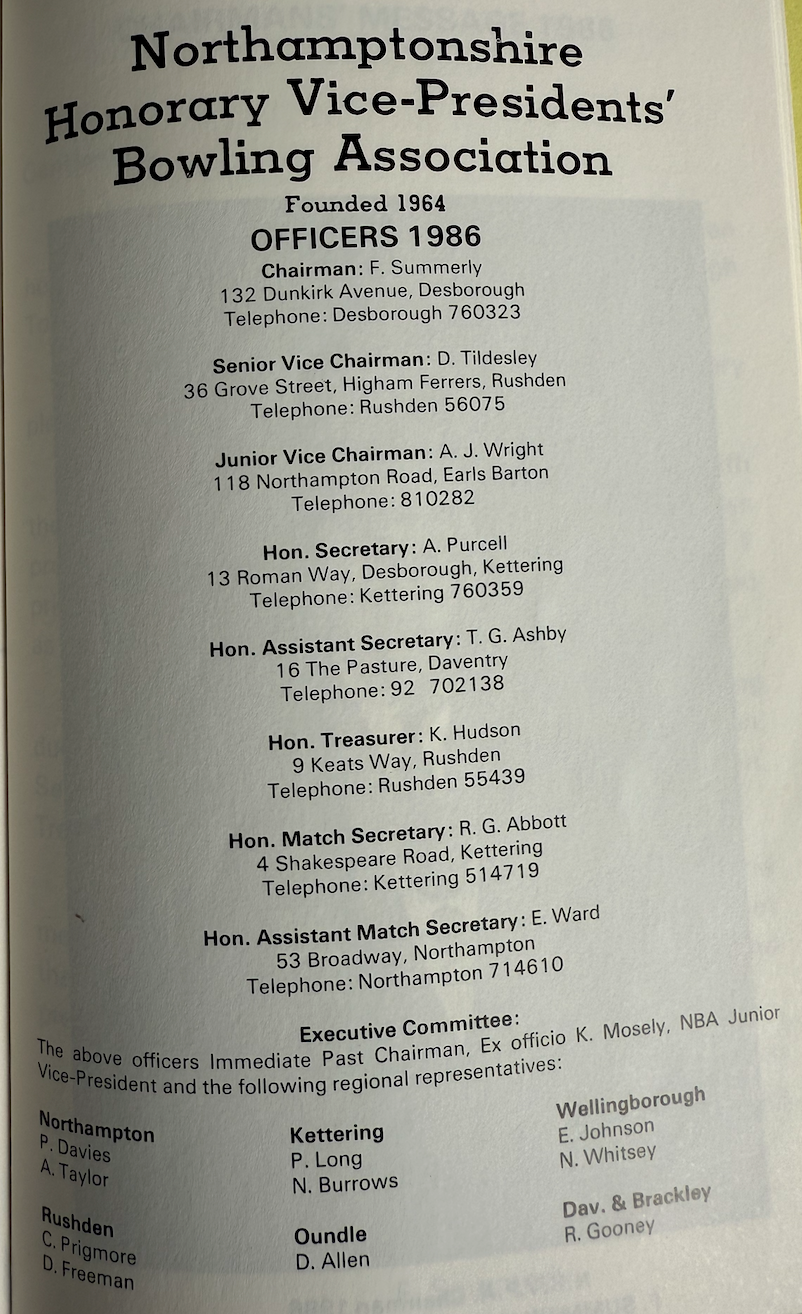 Northamptonshire
Honorary Vice-Presidents'
Bowling Association
Founded 1964
OFFICERS 1986
Chairman: F. Summerly
132 Dunkirk Avenue, Desborough
Telephone: Desborough 760323
Senior Vice Chairman: D. Tildesley
36 Grove Street, Higham Ferrers, Rushden
Telephone: Rushden 56075
Junior Vice Chairman: A. J. Wright
118 Northampton Road, Earls Barton
Telephone: 810282
Hon. Secretary: A. Purcell
13 Roman Way, Desborough, Kettering
Telephone: Kettering 760359
Hon. Assistant Secretary: T. G. Ashby
16 The Pasture, Daventry
Telephone: 92 702138
Hon. Treasurer: K. Hudson
9 Keats Way, Rushden
Telephone: Rushden 55439
Hon. Match Secretary: R. G. Abbott
4 Shakespeare Road, Kettering
Telephone: Kettering 514719
Hon. Assistant Match Secretary: E. Ward
53 Broadway, Northampton
Telephone: Northampton 714610
Executive Committee:
The above officers Immediate Past Chairman, Ex officio K. Mosely, NBA Junior
Vice-President and the following regional representatives:
Northampton
P. Davies
A. Taylor
Kettering
P. Long
N. Burrows
Wellingborough
E. Johnson
N. Whitsey
Rushden
C. Prigmore
D. Freeman
Oundle
D. Allen
Dav. & Brackley
R. Gooney